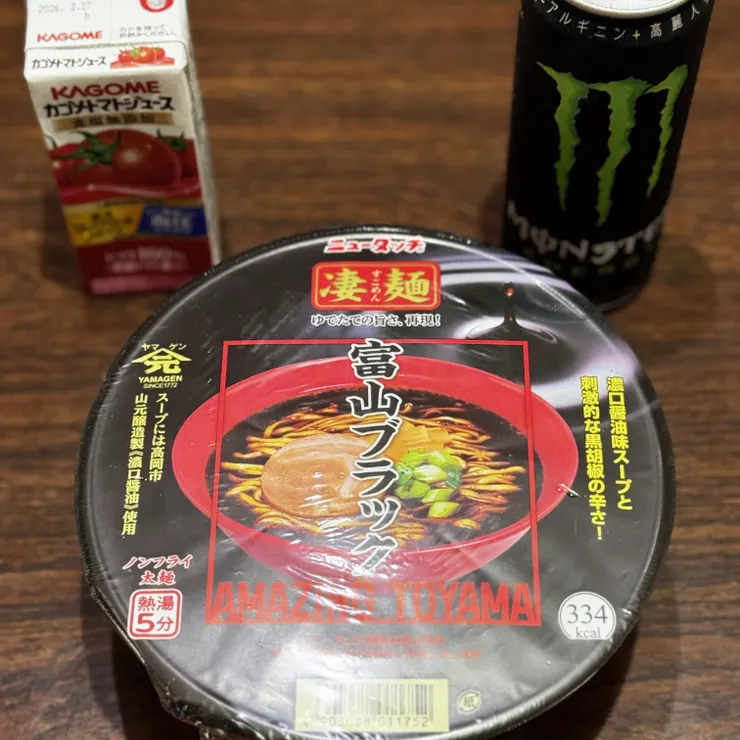 2026. 2.27
b
KAGOME
カゴメトマトジュース
KAGOME
カゴメトマトジュース
食塩無添加
アルギニン+高麗人
MONSTER
ENERGY
ニュータッチ
凄麺
すごめん
ゆでたての旨さ、再現!
富山ブラック
濃口醤油味スープと
刺激的な黒胡椒の辛さ!
ヤマ ゲン
元
YAMAGEN
SINCE1772
スープには高岡市
山元醸造製《濃口醤油》使用
ノンフライ
太麺
熱湯
5分
AMAZING TOYAMA
334
kcal
紙